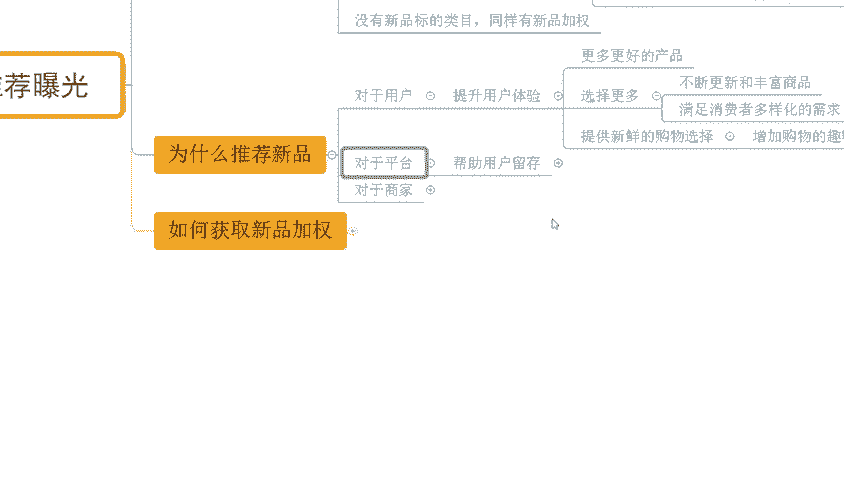 没有新品标的类目，同样有新品加权
更多更好的产品
荐曝光
对于用户
提升用户体验
选择更多
不断更新和丰富商品
满足消费者多样化的需求
提供新鲜的购物选择
增加购物的趣
为什么推荐新品
对于平台
帮助用户留存
对于商家
如何获取新品加权